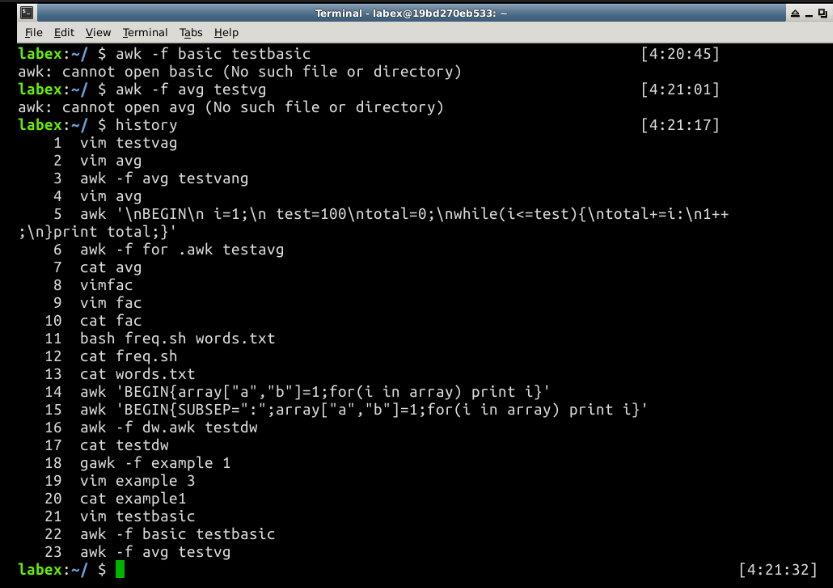 Terminal - labex@19bd270eb533: ~
File Edit View Terminal Tabs Help
labex:~/ $ awk -f basic testbasic [4:20:45]
awk: cannot open basic (No such file or directory)
labex:~/ $ awk -f avg testvg [4:21:01]
awk: cannot open avg (No such file or directory)
labex:~/ $ history [4:21:17]
1 vim testvag
2 vim avg
3 awk -f avg testvang
4 vim avg
5 awk '\nBEGIN\n i=1;\n test=100\ntotal=0;\nwhile(i<=test){\ntotal+=i:\n1++
;\n}print total;}'
6 awk -f for .awk testavg
7 cat avg
8 vimfac
9 vim fac
10 cat fac
11 bash freq.sh words.txt
12 cat freq.sh
13 cat words.txt
14 awk 'BEGIN{array["a","b"]=1;for(i in array) print i}'
15 awk 'BEGIN{SUBSEP=":";array["a","b"]=1;for(i in array) print i}'
16 awk -f dw.awk testdw
17 cat testdw
18 gawk -f example 1
19 vim example 3
20 cat example1
21 vim testbasic
22 awk -f basic testbasic
23 awk -f avg testvg
labex:~/ $ [4:21:32]